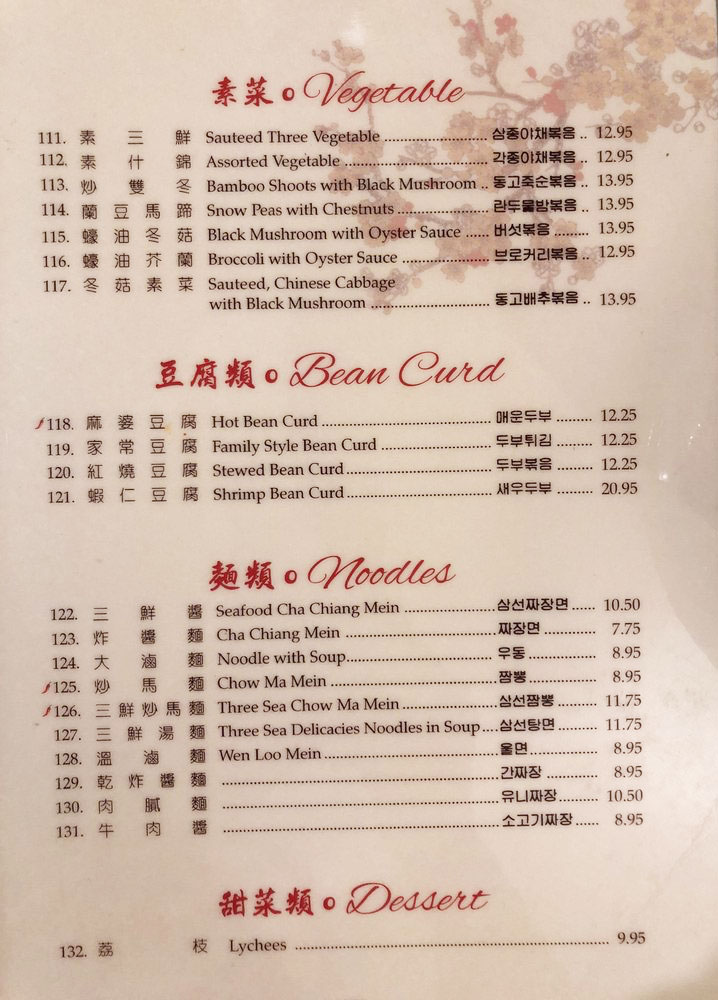 素菜 Vegetable
111. 素三鮮 Sauteed Three Vegetable 삼종야채볶음 12.95
112. 素什錦 Assorted Vegetable 각종야채볶음 12.95
113. 炒雙冬 Bamboo Shoots with Black Mushroom 동고죽순볶음 13.95
114. 蘭豆馬蹄 Snow Peas with Chestnuts 란두물밤볶음 13.95
115. 蠔油冬菇 Black Mushroom with Oyster Sauce 버섯볶음 13.95
116. 蠔油芥蘭 Broccoli with Oyster Sauce 브로커리볶음 12.95
117. 冬菇素菜 Sauteed, Chinese Cabbage
with Black Mushroom 동고배추볶음 13.95
豆腐類 Bean Curd
118. 麻婆豆腐 Hot Bean Curd 매운두부 12.25
119. 家常豆腐 Family Style Bean Curd 두부튀김 12.25
120. 紅燒豆腐 Stewed Bean Curd 두부볶음 12.25
121. 蝦仁豆腐 Shrimp Bean Curd 새우두부 20.95
麵類 Noodles
122. 三鮮醬 Seafood Cha Chiang Mein 삼선짜장면 10.50
123. 炸醬麵 Cha Chiang Mein 짜장면 7.75
124. 大滷麵 Noodle with Soup 우동 8.95
125. 炒馬麵 Chow Ma Mein 짬뽕 8.95
126. 三鮮炒馬麵 Three Sea Chow Ma Mein 삼선짬뽕 11.75
127. 三鮮湯麵 Three Sea Delicacies Noodles in Soup 삼선탕면 11.75
128. 溫滷麵 Wen Loo Mein 울면 8.95
129. 乾炸醬麵 간짜장 8.95
130. 肉膩麵 유니짜장 10.50
131. 牛肉醬 소고기짜장 8.95
甜菜類 Dessert
132. 荔枝 Lychees 9.95